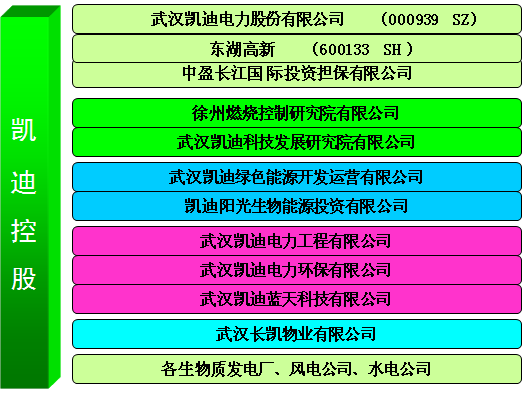 凯迪控股
武汉凯迪电力股份有限公司 （000939 SZ）
东湖高新 （600133 SH ）
中盈长江国际投资担保有限公司
徐州燃烧控制研究院有限公司
武汉凯迪科技发展研究院有限公司
武汉凯迪绿色能源开发运营有限公司
凯迪阳光生物能源投资有限公司
武汉凯迪电力工程有限公司
武汉凯迪电力环保有限公司
武汉凯迪蓝天科技有限公司
武汉长凯物业有限公司
各生物质发电厂、风电公司、水电公司